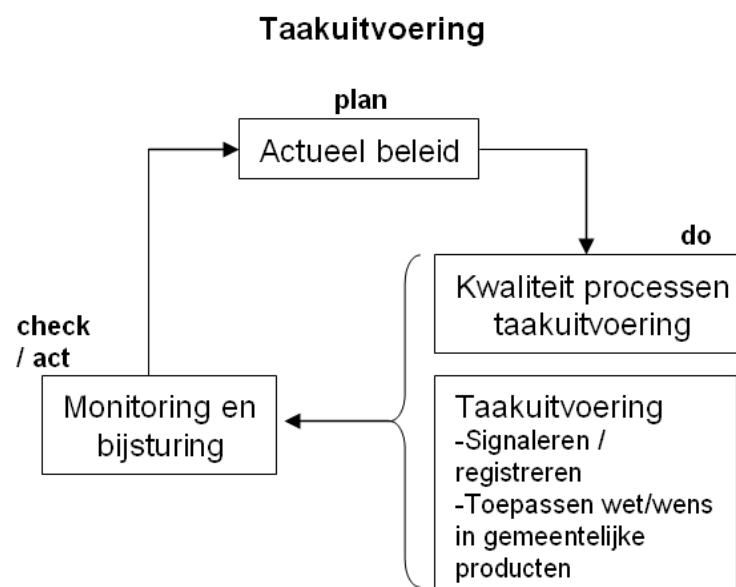 Taakuitvoering
plan
Actueel beleid
do
Kwaliteit processen
taakuitvoering
check
/ act
Monitoring en
bijsturing
Taakuitvoering
-Signaleren /
registreren
-Toepassen wet/wens
in gemeentelijke
producten